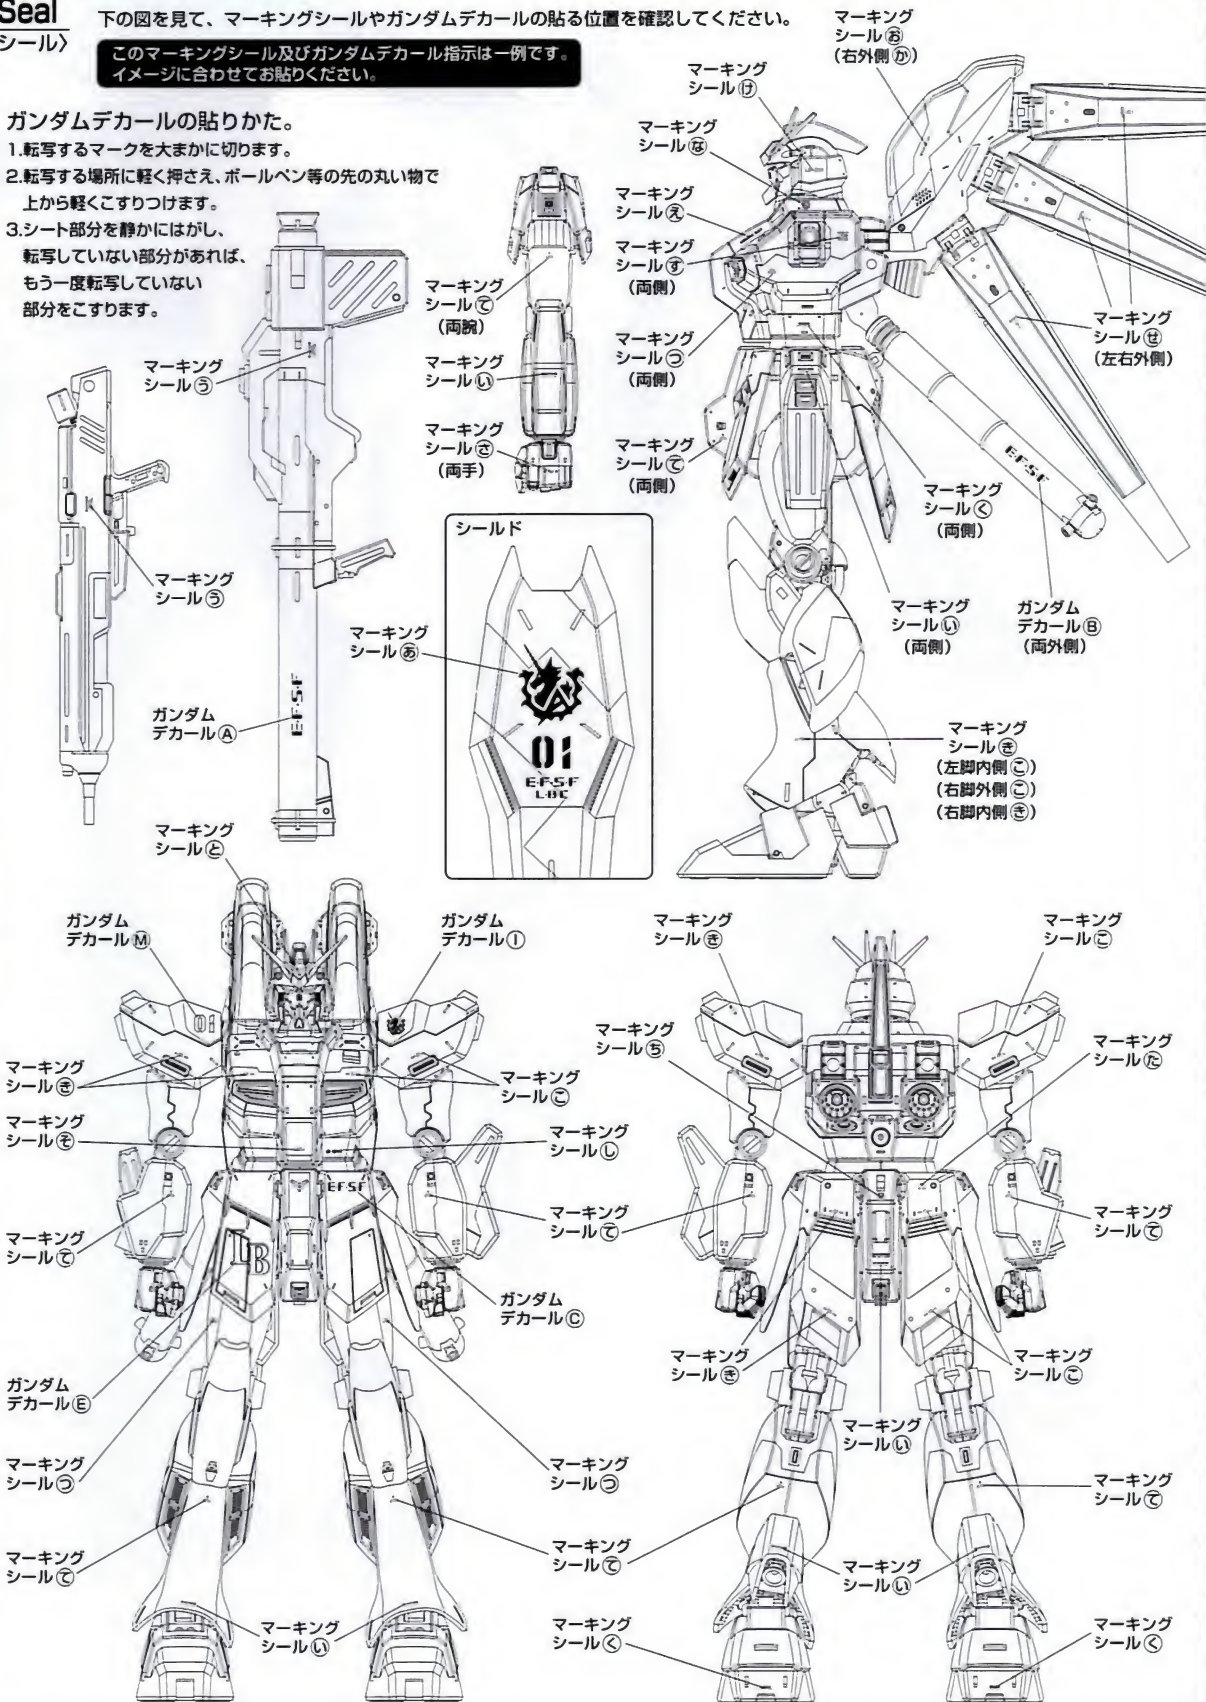 Seal
シール〉
下の図を見て、マーキングシールやガンダムデカールの貼る位置を確認してください。
このマーキングシール及びガンダムデカール指示は一例です。
イメージに合わせてお貼りください。
ガンダムデカールの貼りかた。
1.転写するマークを大まかに切ります。
2.転写する場所に軽く押さえ、ボールペン等の先の丸い物で
上から軽くこすりつけます。
3.シート部分を静かにはがし、
転写していない部分があれば、
もう一度転写していない
部分をこすります。
マーキング
シールⓞお
(右外側か)
マーキング
シールけ
マーキング
シールな
マーキング
シールえ
マーキング
シールす
(両側)
マーキング
シールつ
(両側)
マーキング
シールて
(両側)
マーキング
シールせ
(左右外側)
マーキング
シールて
(両腕)
マーキング
シールい
マーキング
シールさ
(両手)
マーキング
シールう
マーキング
シールう
E・F・S・F
マーキング
シールく
(両側)
マーキング
シールい
(両側)
ガンダム
デカールⒷ
(両外側)
シールド
マーキング
シールあ
01
E・F・S・F
L・B・C
E・F・S・F
ガンダム
デカールⒶ
マーキング
シールき
(左脚内側こ)
(右脚外側こ)
(右脚内側き)
マーキング
シールと
ガンダム
デカールⓂ
ガンダム
デカールⒾ
01
マーキング
シールき
マーキング
シールこ
マーキング
シールそ
マーキング
シールし
E・F・S・F
マーキング
シールて
マーキング
シールて
LB
ガンダム
デカールⒸ
ガンダム
デカールⒺ
マーキング
シールつ
マーキング
シールつ
マーキング
シールて
マーキング
シールて
マーキング
シールい
マーキング
シールき
マーキング
シールこ
マーキング
シールち
マーキング
シールた
マーキング
シールて
マーキング
シールき
マーキング
シールこ
マーキング
シールい
マーキング
シールて
マーキング
シールい
マーキング
シールく
マーキング
シールく